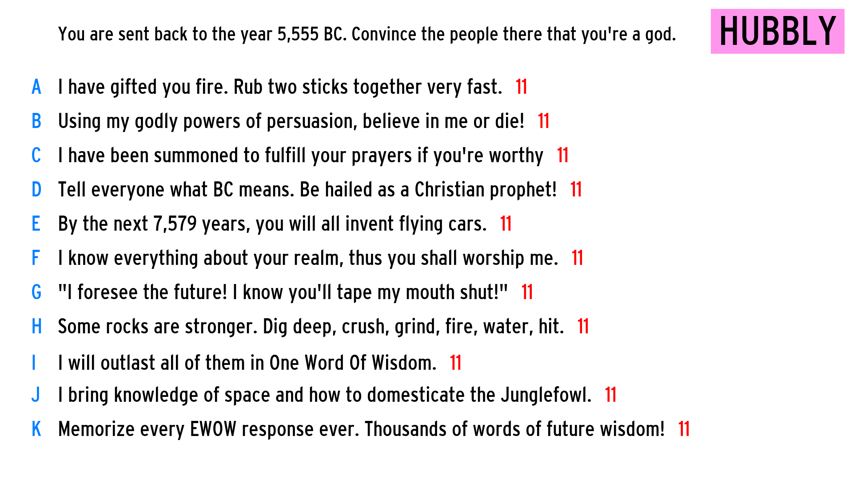 You are sent back to the year 5,555 BC. Convince the people there that you're a god.
HUBBLY
A I have gifted you fire. Rub two sticks together very fast. 11
B Using my godly powers of persuasion, believe in me or die! 11
C I have been summoned to fulfill your prayers if you're worthy 11
D Tell everyone what BC means. Be hailed as a Christian prophet! 11
E By the next 7,579 years, you will all invent flying cars. 11
F I know everything about your realm, thus you shall worship me. 11
G "I foresee the future! I know you'll tape my mouth shut!" 11
H Some rocks are stronger. Dig deep, crush, grind, fire, water, hit. 11
I I will outlast all of them in One Word Of Wisdom. 11
J I bring knowledge of space and how to domesticate the Junglefowl. 11
K Memorize every EWOW response ever. Thousands of words of future wisdom! 11